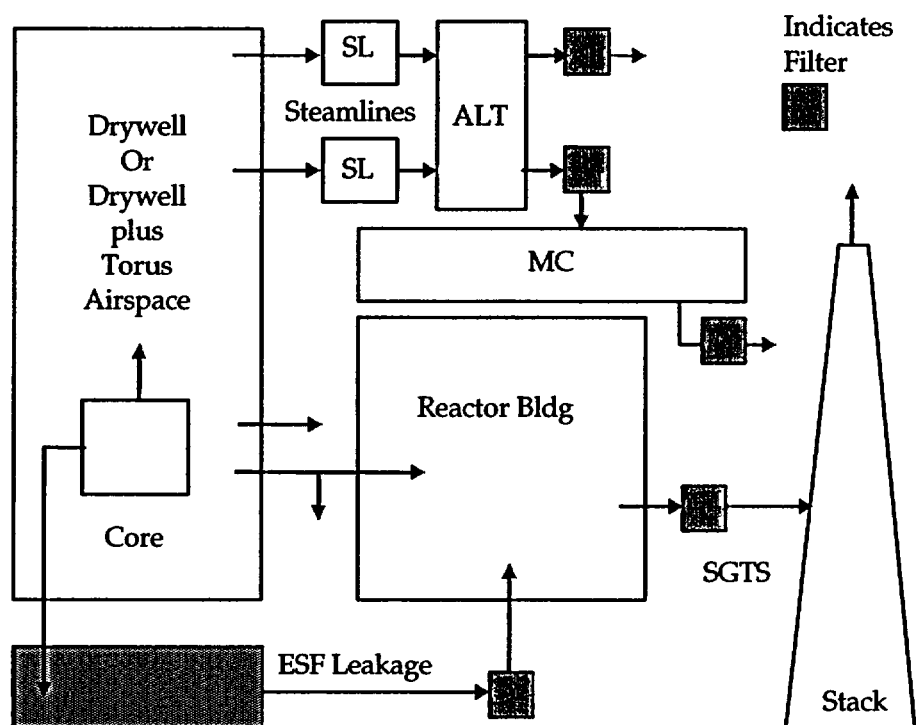 SL
Steamlines
SL
ALT
Indicates
Filter
Drywell
Or
Drywell
plus
Torus
Airspace
MC
Reactor Bldg
Core
SGTS
ESF Leakage
Stack